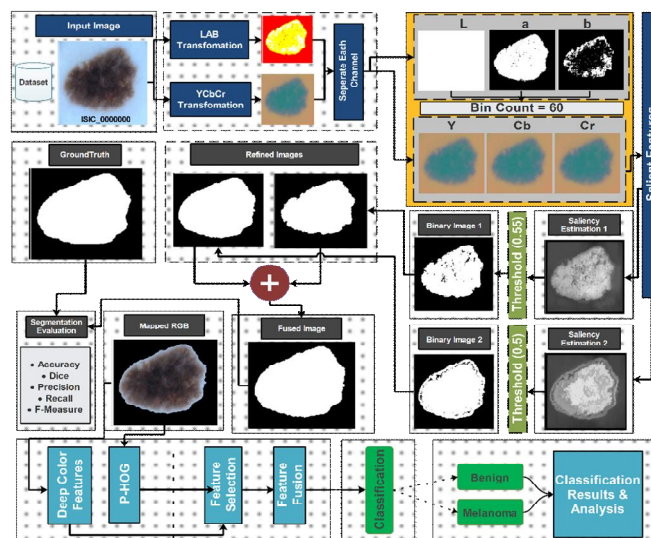 Input Image
Dataset
ISIC_0000000
LAB
Transfomation
YCbCr
Transfomation
Seperate Each
Channel
L a b
Bin Count = 60
Y Cb Cr
Salient Features
GroundTruth
Refined Images
Binary Image 1
Threshold (0.55)
Saliency
Estimation 1
Binary Image 2
Threshold (0.5)
Saliency
Estimation 2
Segmentation
Evaluation
• Accuracy
• Dice
• Precision
• Recall
• F-Measure
Mapped RGB
Fused Image
Deep Color
Features
P-HOG
Feature
Selection
Feature
Fusion
Classification
Benign
Melanoma
Classification
Results &
Analysis